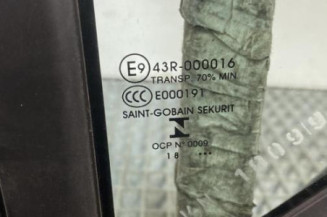 E9 43R-000016
TRANSP. 70% MIN
CCC E000191
SAINT-GOBAIN SEKURIT
N
OCP N° 0009
18 •••